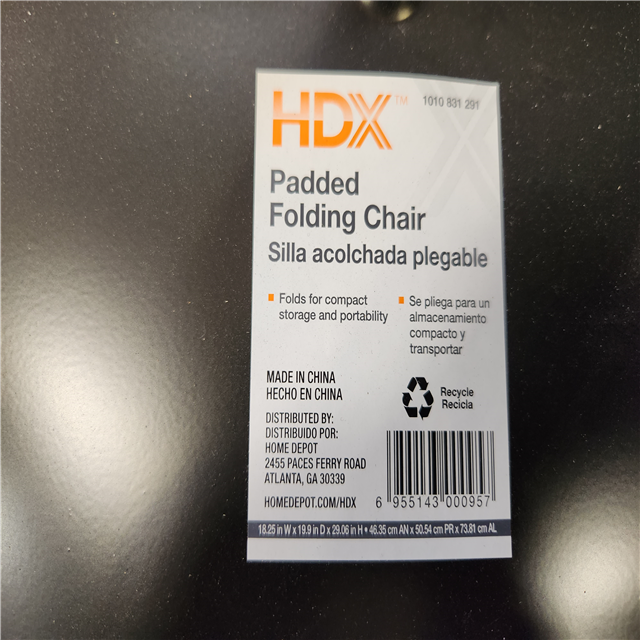 HDX™ 1010 831 291
Padded
Folding Chair
Silla acolchada plegable
Folds for compact
storage and portability
Se pliega para un
almacenamiento
compacto y
transportar
MADE IN CHINA
HECHO EN CHINA
Recycle
Recicla
DISTRIBUTED BY:
DISTRIBUIDO POR:
HOME DEPOT
2455 PACES FERRY ROAD
ATLANTA, GA 30339
HOMEDEPOT.COM/HDX
6 955143 000957
18.25 in W x 19.9 in D x 29.06 in H • 46.35 cm AN x 50.54 cm PR x 73.81 cm AL